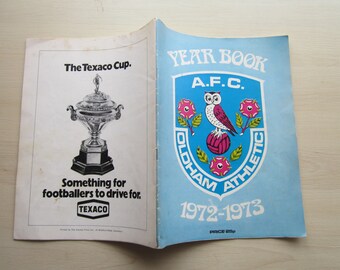 The Texaco Cup.
Something for
footballers to drive for.
TEXACO
YEAR BOOK
A.F.C.
OLDHAM ATHLETIC
1972-1973